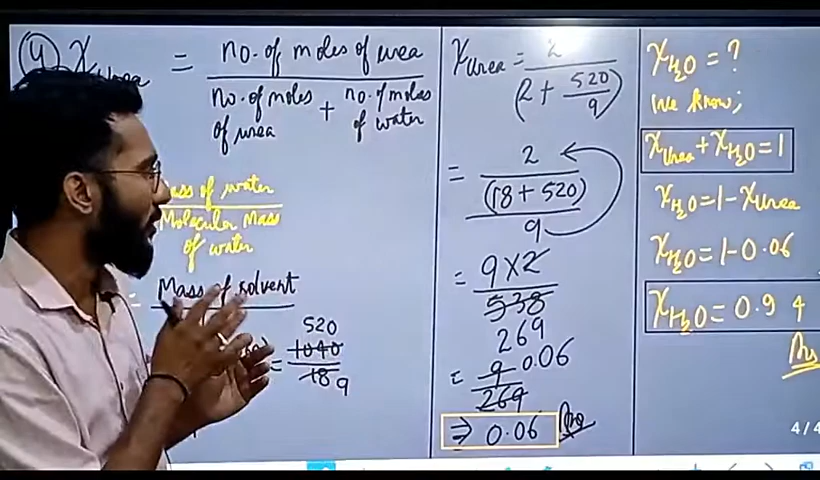 4) X urea = no. of moles of urea
no. of moles of urea + no. of moles of water
Mass of water
Molecular Mass
of water
= Mass of solvent
= 520
1040
18 9
X urea = 2
(2 + 520/9)
= 2
(18 + 520)
9
= 9 x 2
538
269
= 9 0.06
269
⇒ 0.06 Ans
X H2O = ?
We know;
X Urea + X H2O = 1
X H2O = 1 - X Urea
X H2O = 1 - 0.06
X H2O = 0.94
Ans
4/4